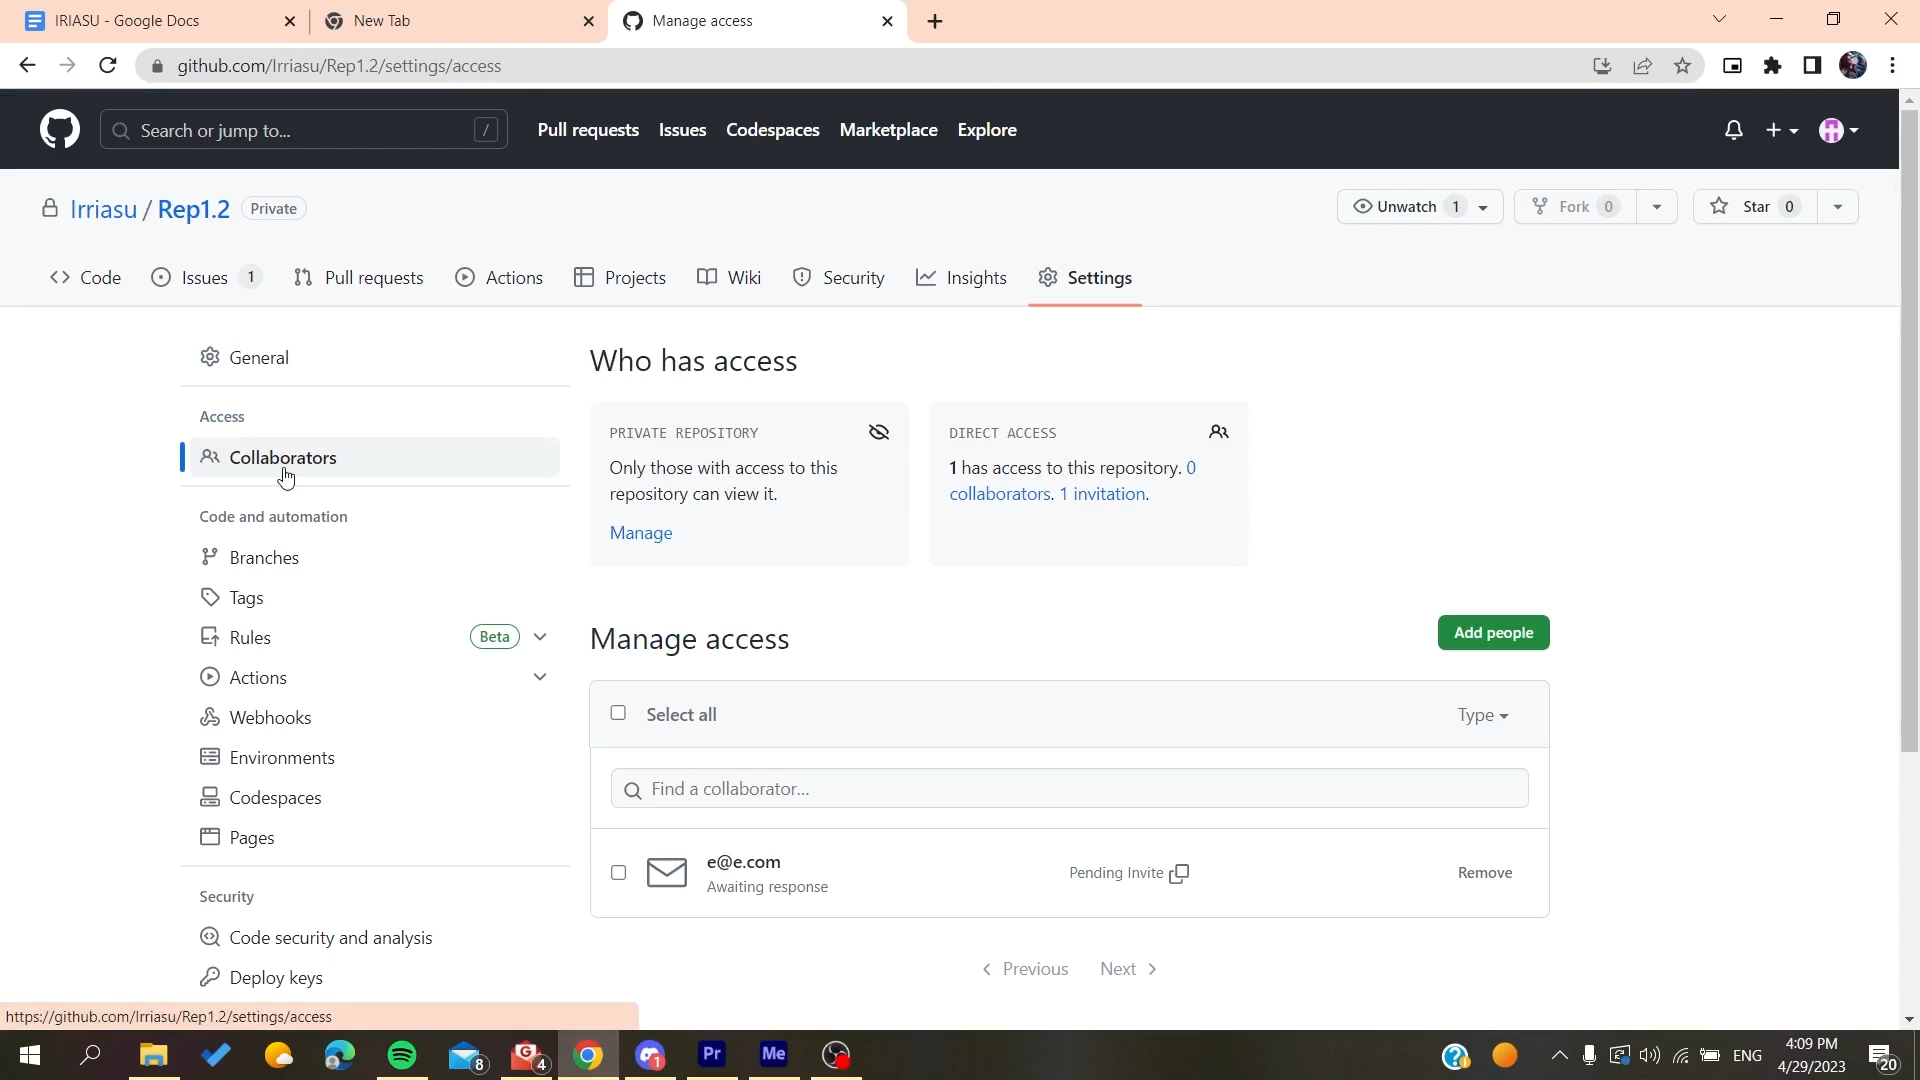 IRIASU - Google Docs
New Tab
Manage access
github.com/Irriasu/Rep1.2/settings/access
Search or jump to...
/
Pull requests
Issues
Codespaces
Marketplace
Explore
Irriasu / Rep1.2
Private
Unwatch 1
Fork 0
Star 0
Code
Issues 1
Pull requests
Actions
Projects
Wiki
Security
Insights
Settings
General
Access
Collaborators
Code and automation
Branches
Tags
Rules
Beta
Actions
Webhooks
Environments
Codespaces
Pages
Security
Code security and analysis
Deploy keys
Who has access
PRIVATE REPOSITORY
Only those with access to this
repository can view it.
Manage
DIRECT ACCESS
1 has access to this repository. 0
collaborators. 1 invitation.
Manage access
Add people
Select all
Type
Find a collaborator...
e@e.com
Awaiting response
Pending Invite
Remove
Previous
Next
https://github.com/Irriasu/Rep1.2/settings/access
8
G
4
1
Pr
Me
ENG
4:09 PM
4/29/2023
20